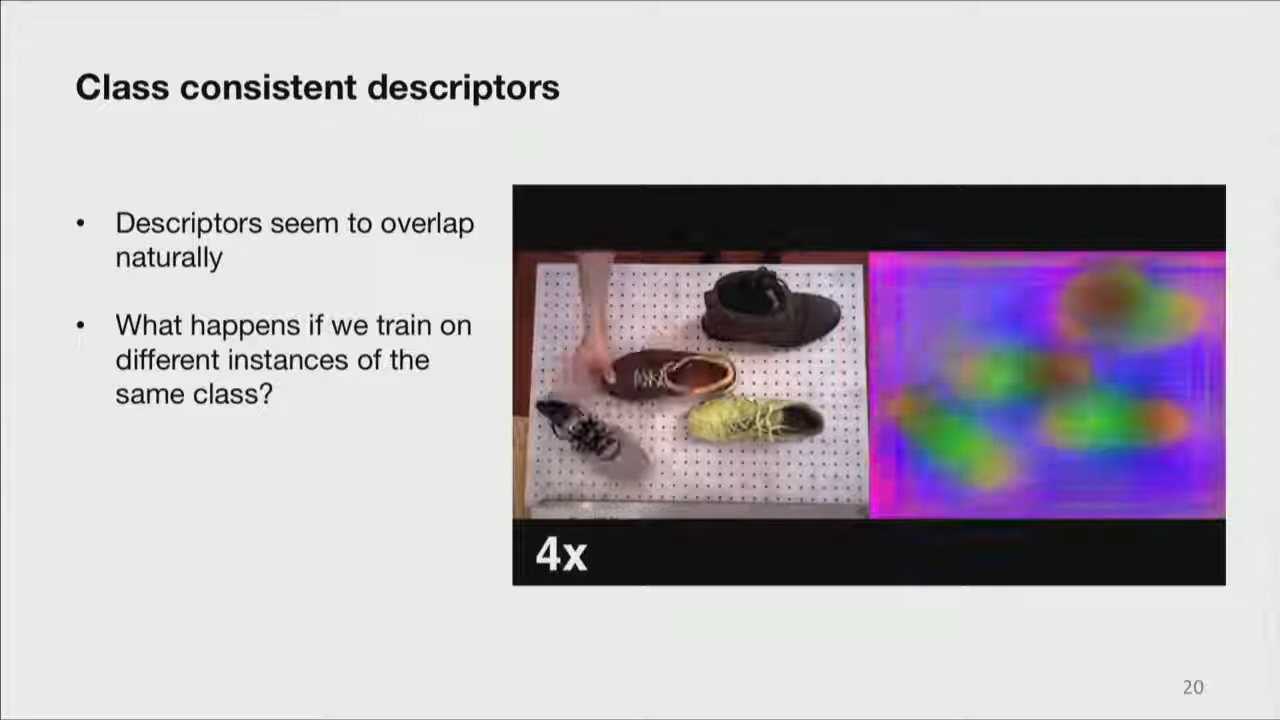 Class consistent descriptors
• Descriptors seem to overlap
naturally
• What happens if we train on
different instances of the
same class?
4x
20